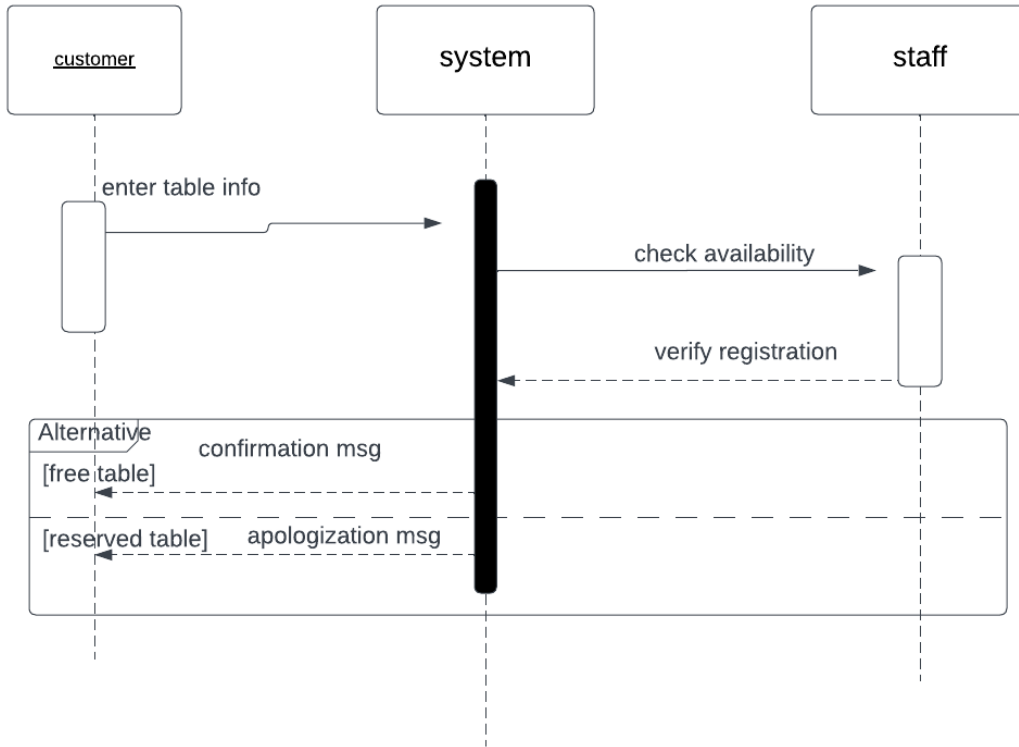 customer
system
staff
enter table info
check availability
verify registration
Alternative
confirmation msg
[free table]
[reserved table]
apologization msg